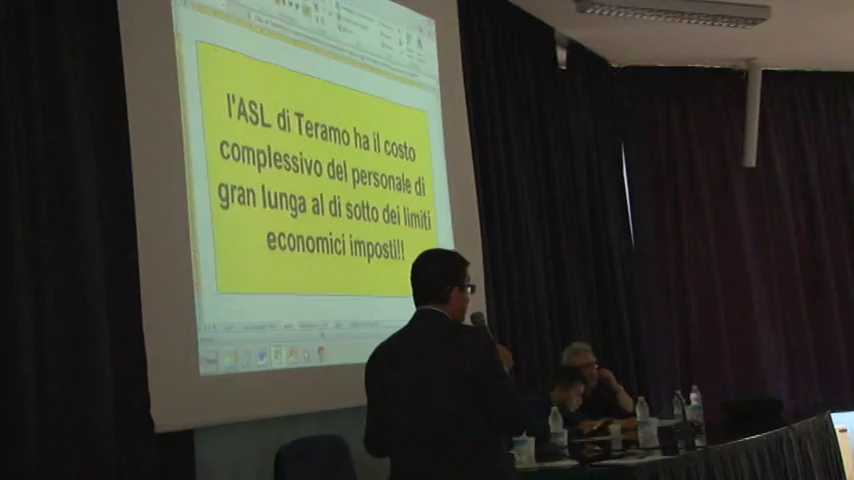 l'ASL di Teramo ha il costo
complessivo del personale di
gran lunga al di sotto dei limiti
economici imposti!!